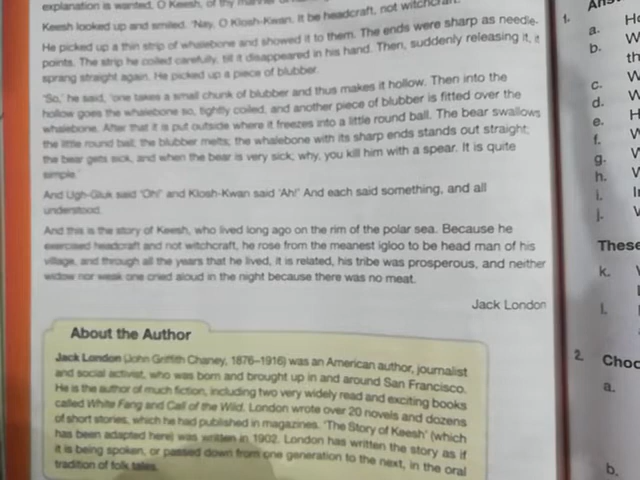 explanation is wanted, O Keesh, of thy manner
Keesh looked up and smiled. 'Nay, O Klosh-Kwan. It be headcraft, not witchcraft.
He picked up a thin strip of whalebone and showed it to them. The ends were sharp as needle-
points. The strip he coiled carefully, till it disappeared in his hand. Then, suddenly releasing it, it
sprang straight again. He picked up a piece of blubber.
'So,' he said, 'one takes a small chunk of blubber and thus makes it hollow. Then into the
hollow goes the whalebone so, tightly coiled, and another piece of blubber is fitted over the
whalebone. After that it is put outside where it freezes into a little round ball. The bear swallows
the little round ball; the blubber melts; the whalebone with its sharp ends stands out straight;
the bear gets sick, and when the bear is very sick; why, you kill him with a spear. It is quite
simple.'
And Ugh-Gluk said 'Oh!' and Klosh-Kwan said 'Ah!' And each said something, and all
understood.
And this is the story of Keesh, who lived long ago on the rim of the polar sea. Because he
exercised headcraft and not witchcraft, he rose from the meanest igloo to be head man of his
village, and through all the years that he lived, it is related, his tribe was prosperous, and neither
widow nor weak one cried aloud in the night because there was no meat.
Jack London
About the Author
Jack London (John Griffith Chaney, 1876–1916) was an American author, journalist
and social activist, who was born and brought up in and around San Francisco.
He is the author of much fiction, including two very widely read and exciting books
called White Fang and Call of the Wild. London wrote over 20 novels and dozens
of short stories, which he had published in magazines. 'The Story of Keesh' (which
has been adapted here) was written in 1902. London has written the story as if
it is being spoken, or passed down from one generation to the next, in the oral
tradition of folk tales.
1.
a.
b.
c.
d.
e.
f.
g.
h.
i.
j.
These
k.
l.
2.
a.
b.